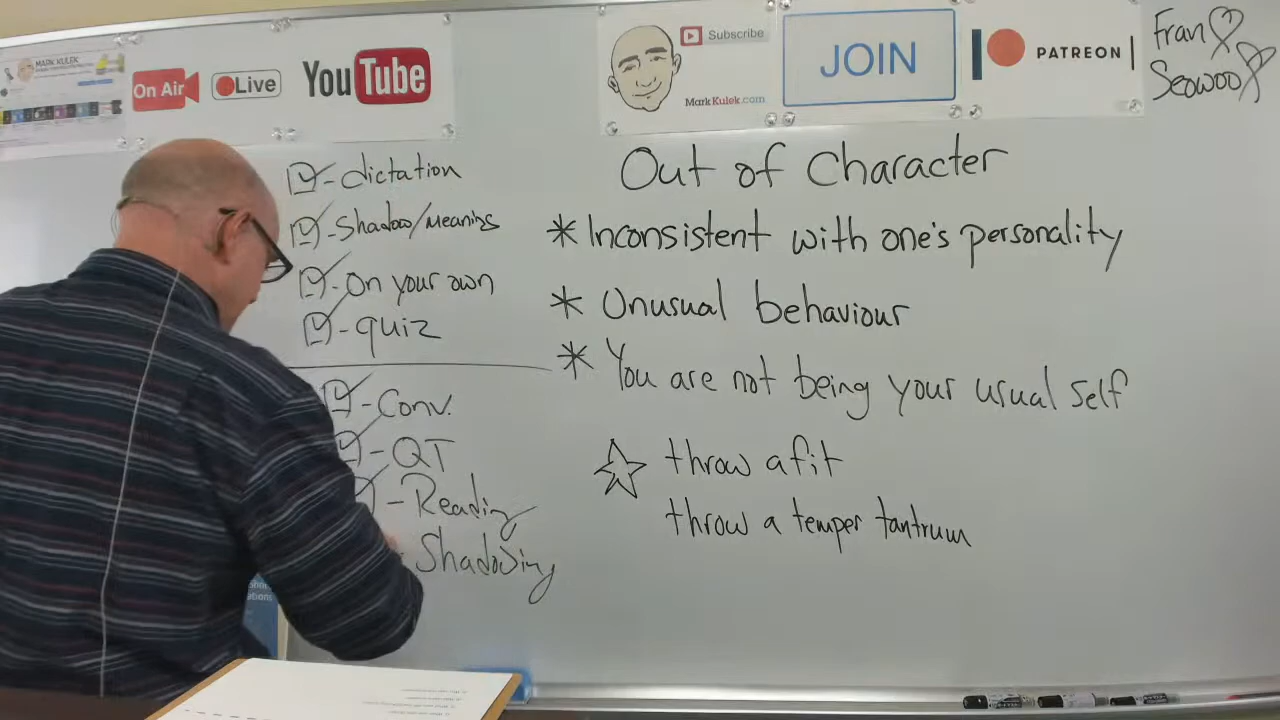 MARK KULEK
On Air
Live
YouTube
Subscribe
MarkKulek.com
JOIN
PATREON
Fran
Seowoo
- dictation
- Shadow/Meaning
- On your own
- quiz
- Conv.
- QT
- Reading
- Shadowing
Out of Character
* Inconsistent with one's personality
* Unusual behaviour
* You are not being your usual self
☆ throw a fit
throw a temper tantrum